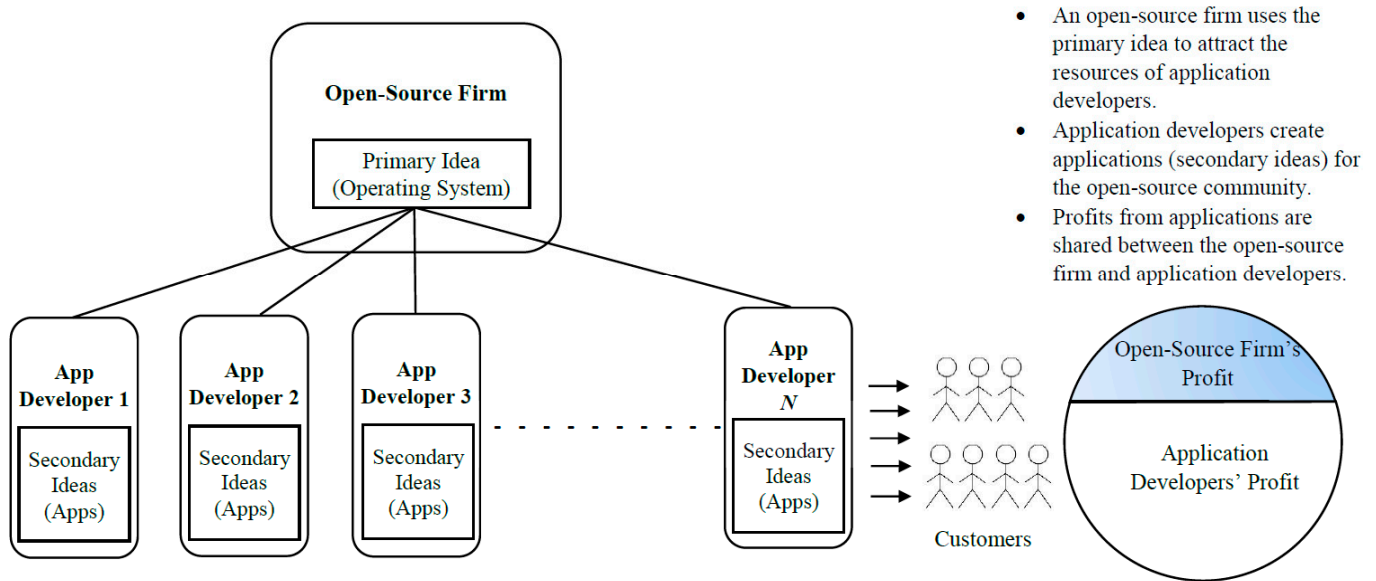 Open-Source Firm
Primary Idea
(Operating System)
• An open-source firm uses the
primary idea to attract the
resources of application
developers.
• Application developers create
applications (secondary ideas) for
the open-source community.
• Profits from applications are
shared between the open-source
firm and application developers.
App
Developer 1
Secondary
Ideas
(Apps)
App
Developer 2
Secondary
Ideas
(Apps)
App
Developer 3
Secondary
Ideas
(Apps)
App
Developer
N
Secondary
Ideas
(Apps)
Customers
Open-Source Firm's
Profit
Application
Developers' Profit